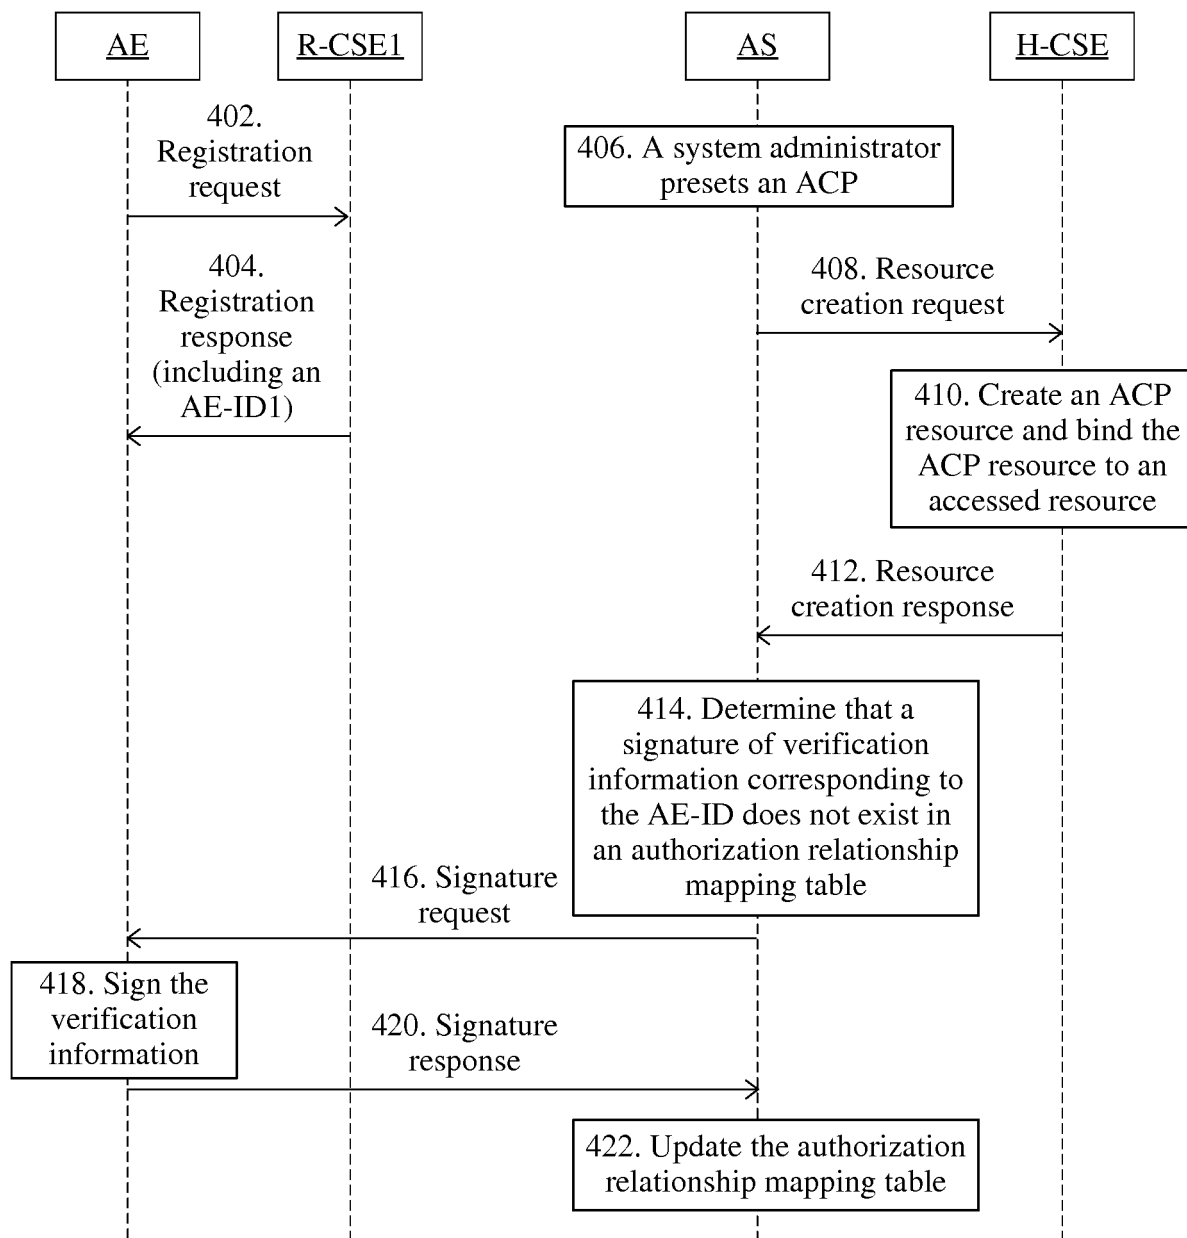 AE
R-CSE1
AS
H-CSE
402.
Registration
request
406. A system administrator
presets an ACP
404.
Registration
response
(including an
AE-ID1)
408. Resource
creation request
410. Create an ACP
resource and bind the
ACP resource to an
accessed resource
412. Resource
creation response
414. Determine that a
signature of verification
information corresponding to
the AE-ID does not exist in
an authorization relationship
mapping table
416. Signature
request
418. Sign the
verification
information
420. Signature
response
422. Update the authorization
relationship mapping table